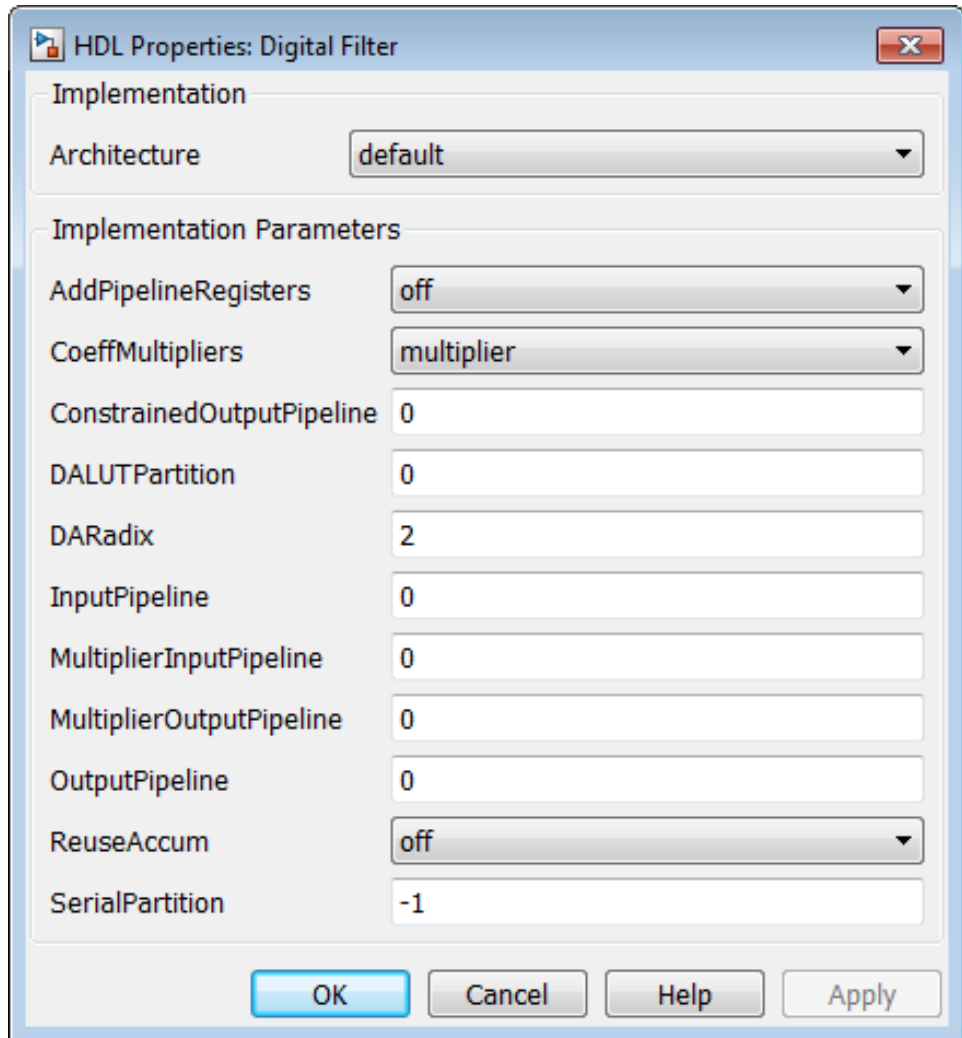 HDL Properties: Digital Filter
Implementation
Architecture default
Implementation Parameters
AddPipelineRegisters off
CoeffMultipliers multiplier
ConstrainedOutputPipeline 0
DALUTPartition 0
DARadix 2
InputPipeline 0
MultiplierInputPipeline 0
MultiplierOutputPipeline 0
OutputPipeline 0
ReuseAccum off
SerialPartition -1
OK Cancel Help Apply